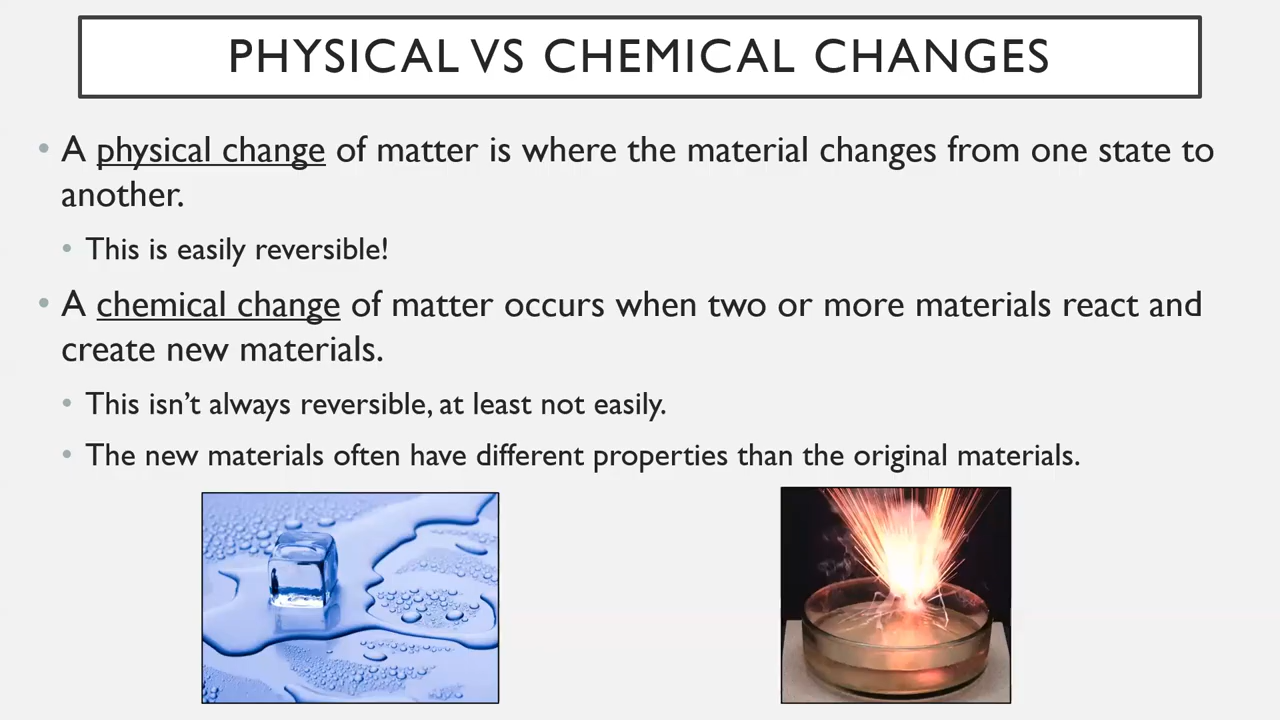 PHYSICAL VS CHEMICAL CHANGES
• A physical change of matter is where the material changes from one state to
another.
• This is easily reversible!
• A chemical change of matter occurs when two or more materials react and
create new materials.
• This isn't always reversible, at least not easily.
• The new materials often have different properties than the original materials.